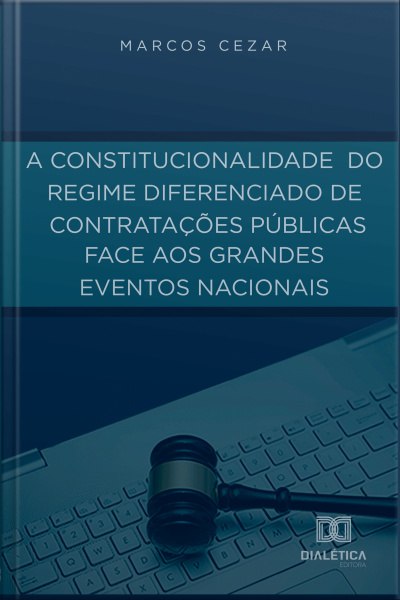 MARCOS CEZAR
A CONSTITUCIONALIDADE DO
REGIME DIFERENCIADO DE
CONTRATAÇÕES PÚBLICAS
FACE AOS GRANDES
EVENTOS NACIONAIS
DIALÉTICA
EDITORA